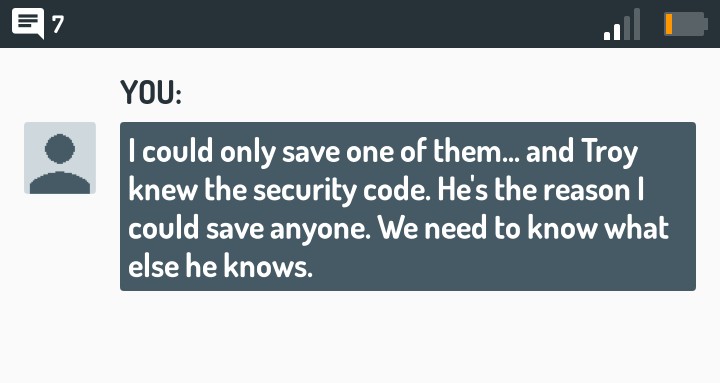 7
YOU:
I could only save one of them... and Troy
knew the security code. He's the reason I
could save anyone. We need to know what
else he knows.